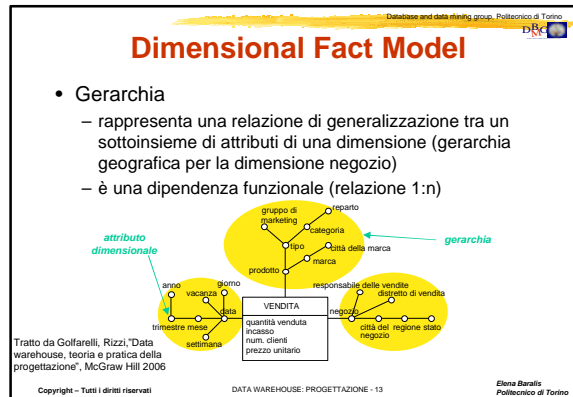 Database and data mining group, Politecnico di Torino
DBMG
Dimensional Fact Model
• Gerarchia
– rappresenta una relazione di generalizzazione tra un
sottoinsieme di attributi di una dimensione (gerarchia
geografica per la dimensione negozio)
– è una dipendenza funzionale (relazione 1:n)
gruppo di
marketing
reparto
categoria
attributo
dimensionale
tipo
città della marca
gerarchia
marca
prodotto
anno
giorno
vacanza
responsabile delle vendite
distretto di vendita
VENDITA
data
negozio
trimestre mese
quantità venduta
incasso
num. clienti
prezzo unitario
città del
negozio
regione stato
settimana
Tratto da Golfarelli, Rizzi,"Data
warehouse, teoria e pratica della
progettazione", McGraw Hill 2006
Copyright – Tutti i diritti riservati
DATA WAREHOUSE: PROGETTAZIONE - 13
Elena Baralis
Politecnico di Torino